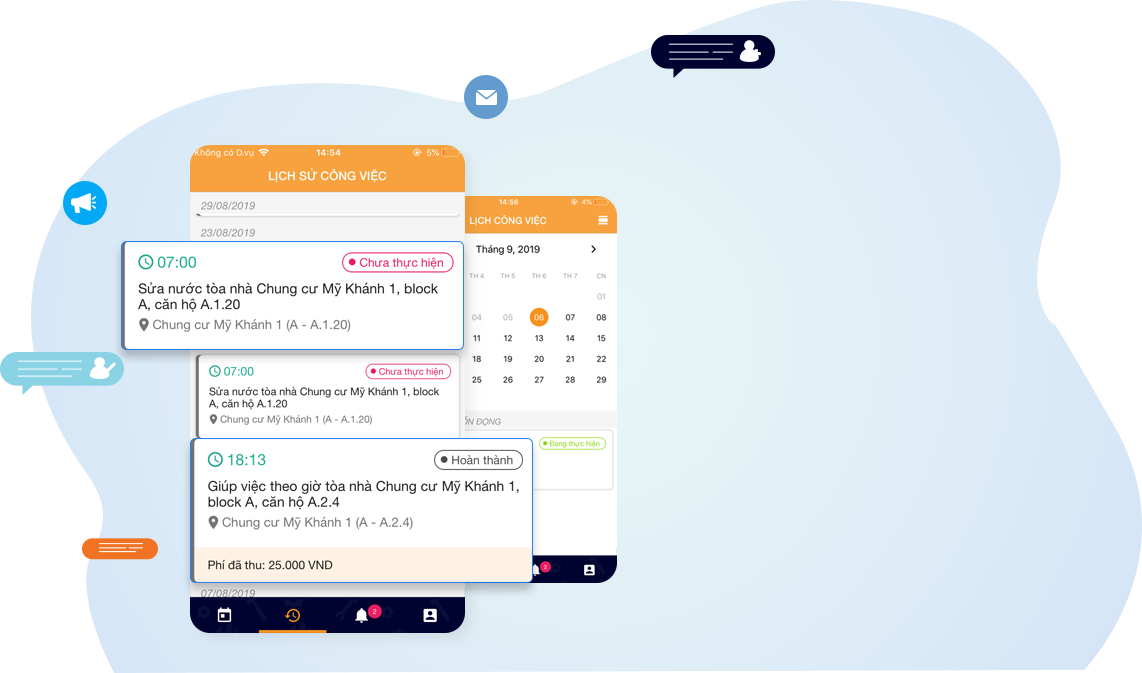 Không có D.vụ 14:54 5%
LỊCH SỬ CÔNG VIỆC
29/08/2019
23/08/2019
07:00 Chưa thực hiện
Sửa nước tòa nhà Chung cư Mỹ Khánh 1, block
A, căn hộ A.1.20
Chung cư Mỹ Khánh 1 (A - A.1.20)
07:00 Chưa thực hiện
Sửa nước tòa nhà Chung cư Mỹ Khánh 1, block
A, căn hộ A.1.20
Chung cư Mỹ Khánh 1 (A - A.1.20)
18:13 Hoàn thành
Giúp việc theo giờ tòa nhà Chung cư Mỹ Khánh 1,
block A, căn hộ A.2.4
Chung cư Mỹ Khánh 1 (A - A.2.4)
Phí đã thu: 25.000 VND
07/08/2019
2
14:56 4%
LỊCH CÔNG VIỆC
Tháng 9, 2019
TH 4 TH 5 TH 6 TH 7 CN
01
04 05 06 07 08
11 12 13 14 15
18 19 20 21 22
25 26 27 28 29
ỒN ĐỌNG
Đang thực hiện
2